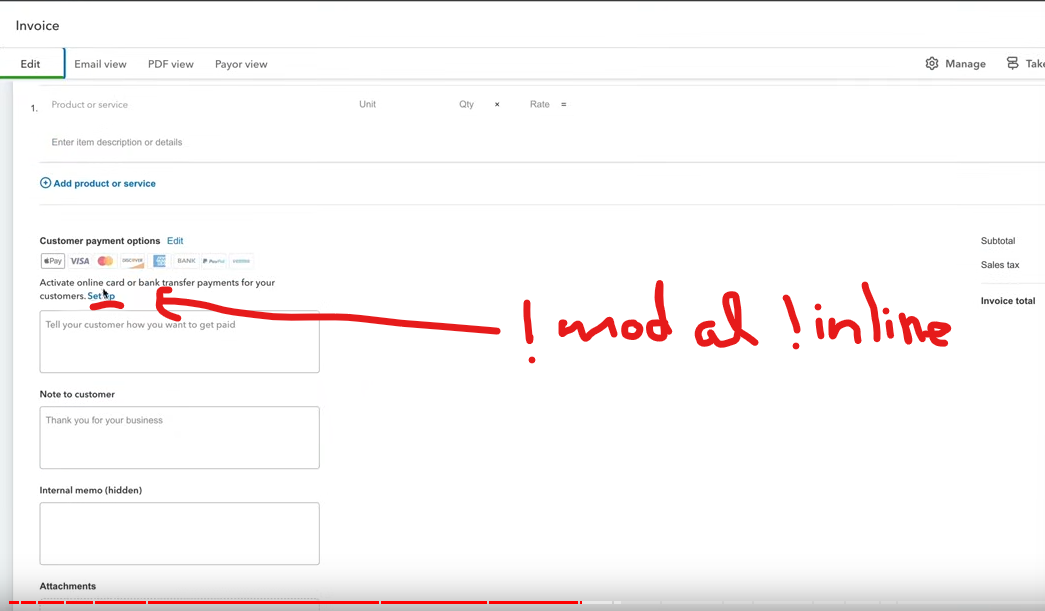 Invoice
Edit Email view PDF view Payor view Manage Take
1. Product or service Unit Qty × Rate =
Enter item description or details
Add product or service
Customer payment options Edit
Subtotal
Pay VISA DISCOVER BANK PayPal
Sales tax
Activate online card or bank transfer payments for your
customers. Set up
Invoice total
Tell your customer how you want to get paid
! modal ! inline
Note to customer
Thank you for your business
Internal memo (hidden)
Attachments